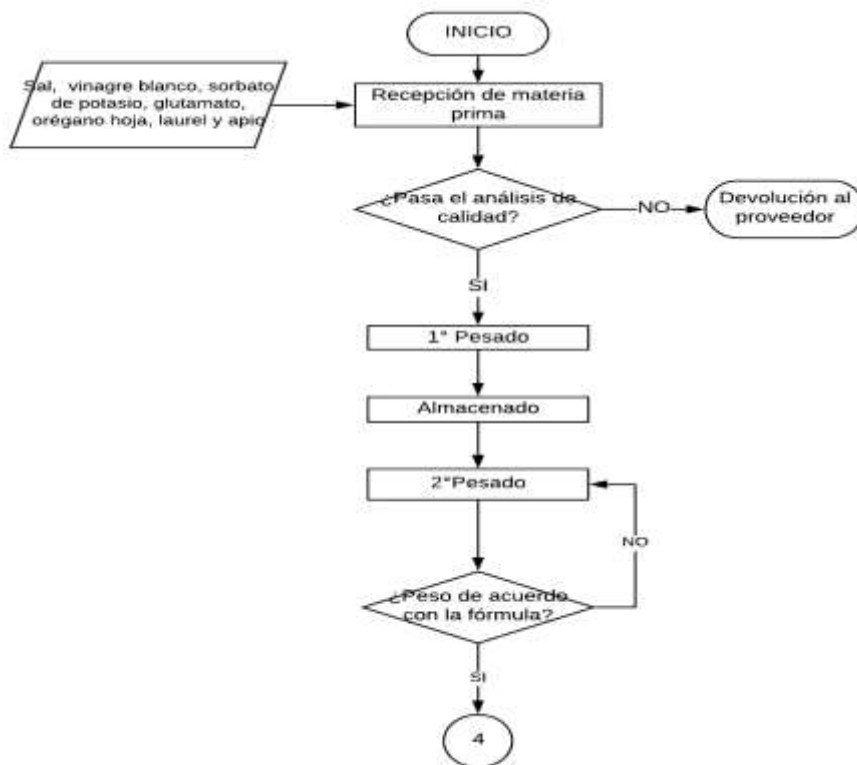 INICIO
Sal, vinagre blanco, sorbato
de potasio, glutamato,
orégano hoja, laurel y apio
Recepción de materia
prima
¿Pasa el análisis de
calidad?
NO
Devolución al
proveedor
SI
1° Pesado
Almacenado
2°Pesado
NO
¿Peso de acuerdo
con la fórmula?
SI
4